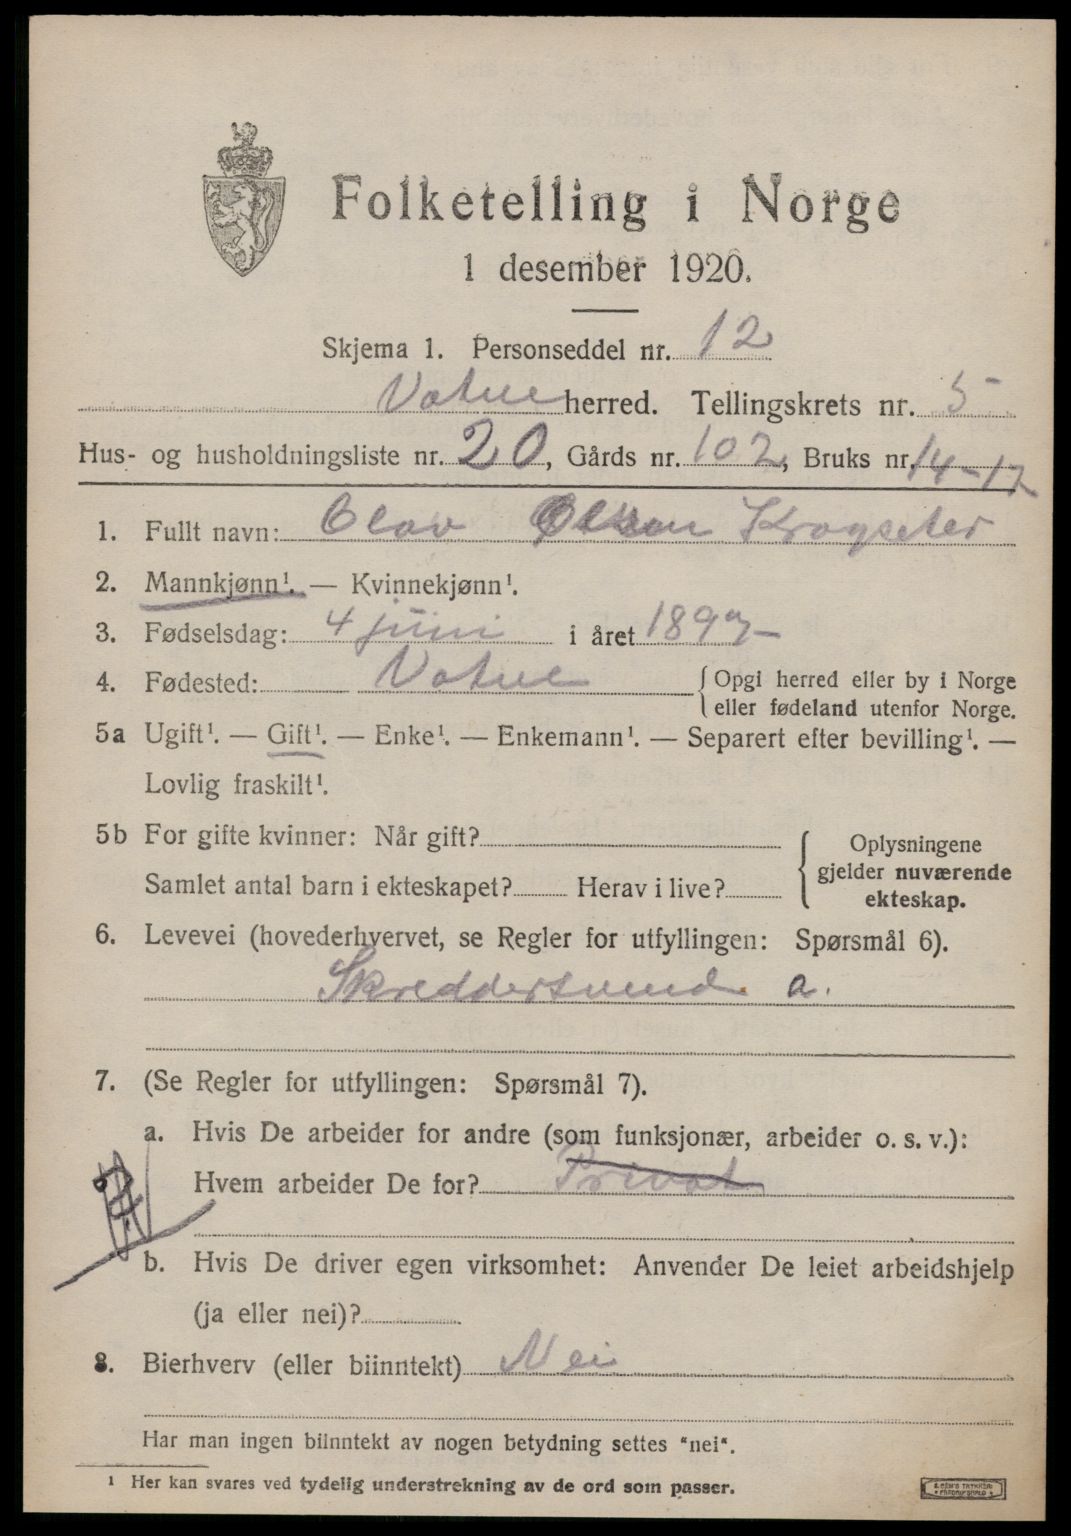 Folketelling i Norge
1 desember 1920.
Skjema 1. Personseddel nr. 12
Vatne herred. Tellingskrets nr. 5
Hus- og husholdningsliste nr. 20, Gårds nr. 102, Bruks nr. 14-17
1. Fullt navn: Olav Olsen Krogseter
2. Mannkjønn¹. — Kvinnekjønn¹.
3. Fødselsdag: 4 juni i året 1897-
4. Fødested: Vatne { Opgi herred eller by i Norge
eller fødeland utenfor Norge.
5a Ugift¹. — Gift¹. — Enke¹. — Enkemann¹. — Separert efter bevilling¹. —
Lovlig fraskilt¹.
5b For gifte kvinner: Når gift?
Samlet antal barn i ekteskapet? Herav i live?
{ Oplysningene
gjelder nuværende
ekteskap.
6. Levevei (hovederhvervet, se Regler for utfyllingen: Spørsmål 6).
Skreddersvend a.
7. (Se Regler for utfyllingen: Spørsmål 7).
a. Hvis De arbeider for andre (som funksjonær, arbeider o. s. v.):
Hvem arbeider De for? Privat
b. Hvis De driver egen virksomhet: Anvender De leiet arbeidshjelp
(ja eller nei)?
8. Bierhverv (eller biinntekt) Nei
Har man ingen biinntekt av nogen betydning settes "nei".
¹ Her kan svares ved tydelig understrekning av de ord som passer.